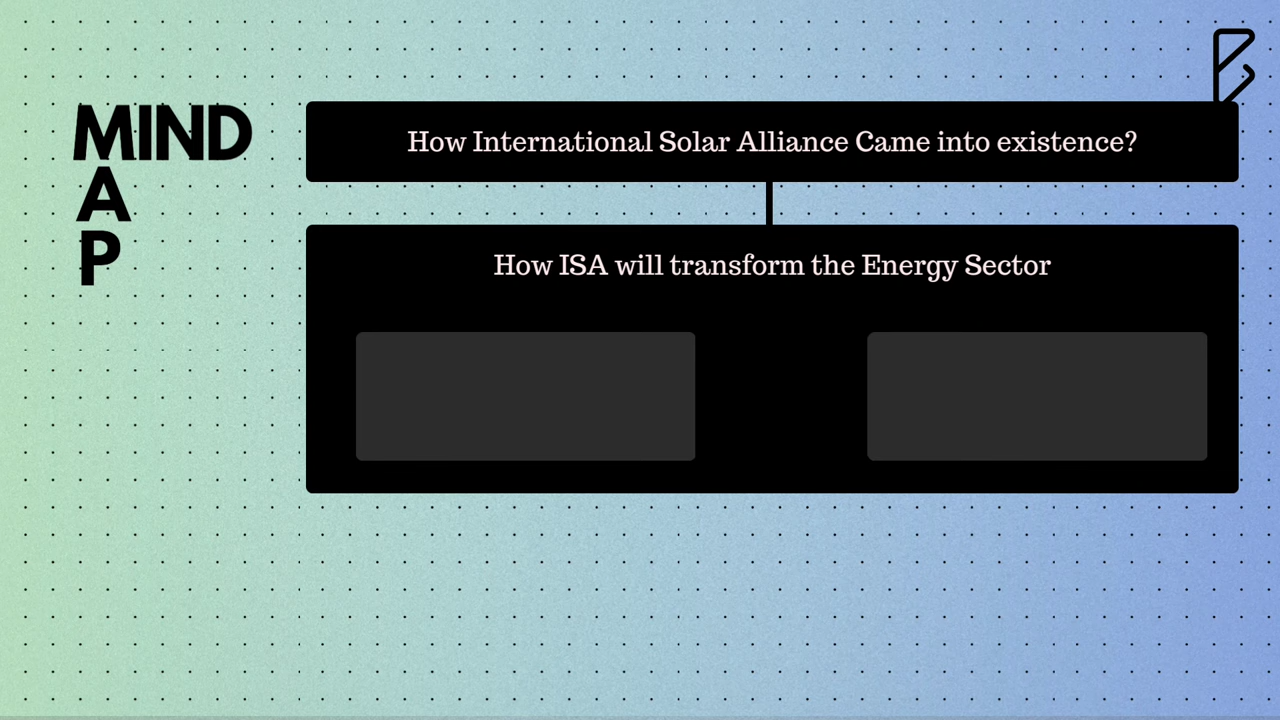 MIND
A
P
How International Solar Alliance Came into existence?
How ISA will transform the Energy Sector